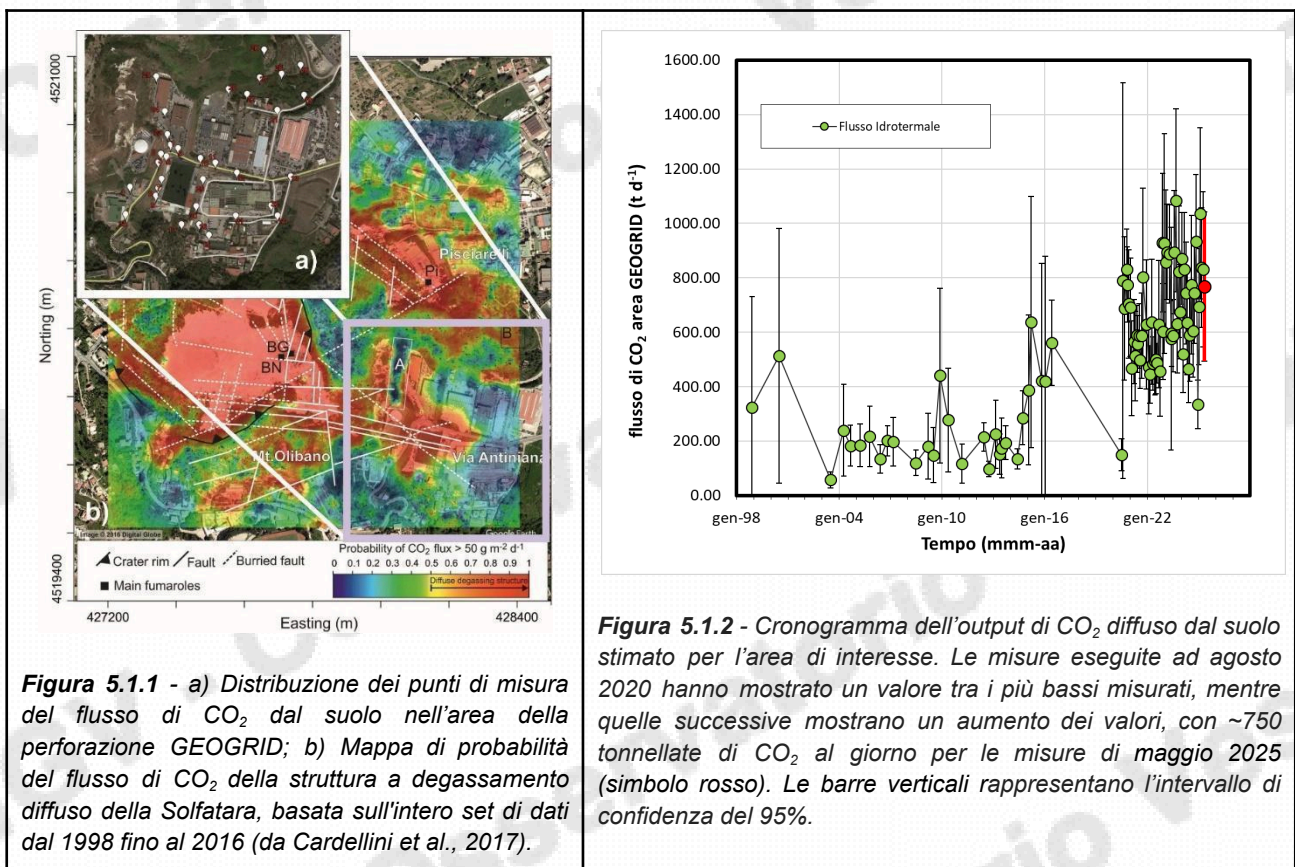 4521000
a)
Pisciarelli
Pi
BG
BN
A
B
Mt.Olibano
Via Antiniana
b)
Image © 2016 Digital Globe
Google Earth
Norting (m)
Crater rim Fault Burried fault
Main fumaroles
Probability of CO₂ flux > 50 g m⁻² d⁻¹
0 0.1 0.2 0.3 0.4 0.5 0.6 0.7 0.8 0.9 1
Diffuse degassing structure
4519400
427200
428400
Easting (m)
Figura 5.1.1 - a) Distribuzione dei punti di misura
del flusso di CO₂ dal suolo nell'area della
perforazione GEOGRID; b) Mappa di probabilità
del flusso di CO₂ della struttura a degassamento
diffuso della Solfatara, basata sull'intero set di dati
dal 1998 fino al 2016 (da Cardellini et al., 2017).
flusso di CO₂ area GEOGRID (t d⁻¹)
1600.00
1400.00
1200.00
1000.00
800.00
600.00
400.00
200.00
0.00
Flusso Idrotermale
gen-98
gen-04
gen-10
gen-16
gen-22
Tempo (mmm-aa)
Figura 5.1.2 - Cronogramma dell'output di CO₂ diffuso dal suolo
stimato per l'area di interesse. Le misure eseguite ad agosto
2020 hanno mostrato un valore tra i più bassi misurati, mentre
quelle successive mostrano un aumento dei valori, con ~750
tonnellate di CO₂ al giorno per le misure di maggio 2025
(simbolo rosso). Le barre verticali rappresentano l'intervallo di
confidenza del 95%.